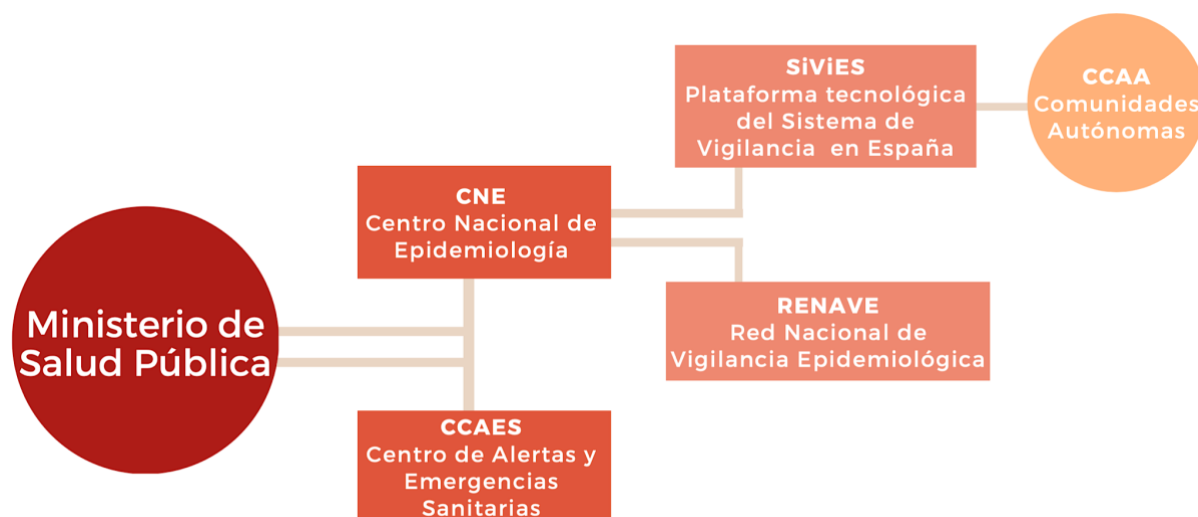 Ministerio de
Salud Pública
CNE
Centro Nacional de
Epidemiología
CCAES
Centro de Alertas y
Emergencias
Sanitarias
SiViES
Plataforma tecnológica
del Sistema de
Vigilancia en España
RENAVE
Red Nacional de
Vigilancia Epidemiológica
CCAA
Comunidades
Autónomas